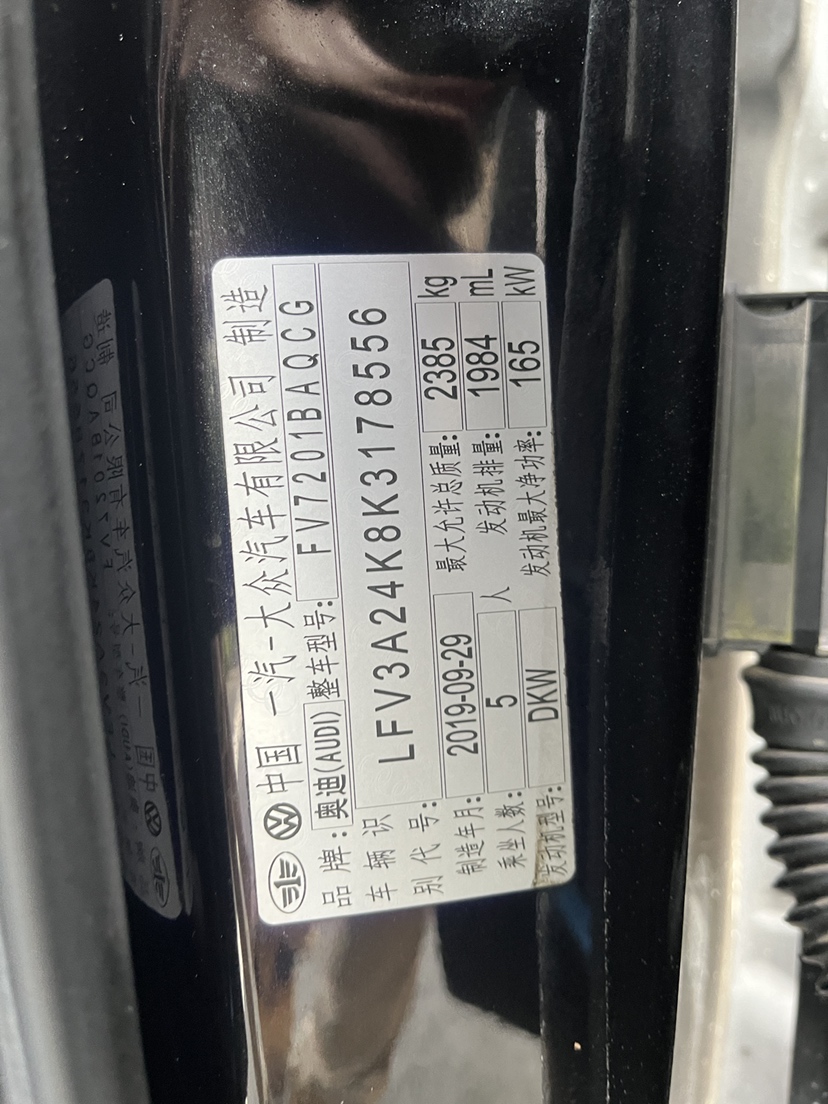 中国 一汽-大众汽车有限公司 制造
品牌: 奥迪(AUDI) 整车型号: FV7201BAQCG
车辆识别代号: LFV3A24K8K3178556
制造年月: 2019-09-29 最大允许总质量: 2385 kg
乘坐人数: 5 人 发动机排量: 1984 mL
发动机型号: DKW 发动机最大净功率: 165 kW